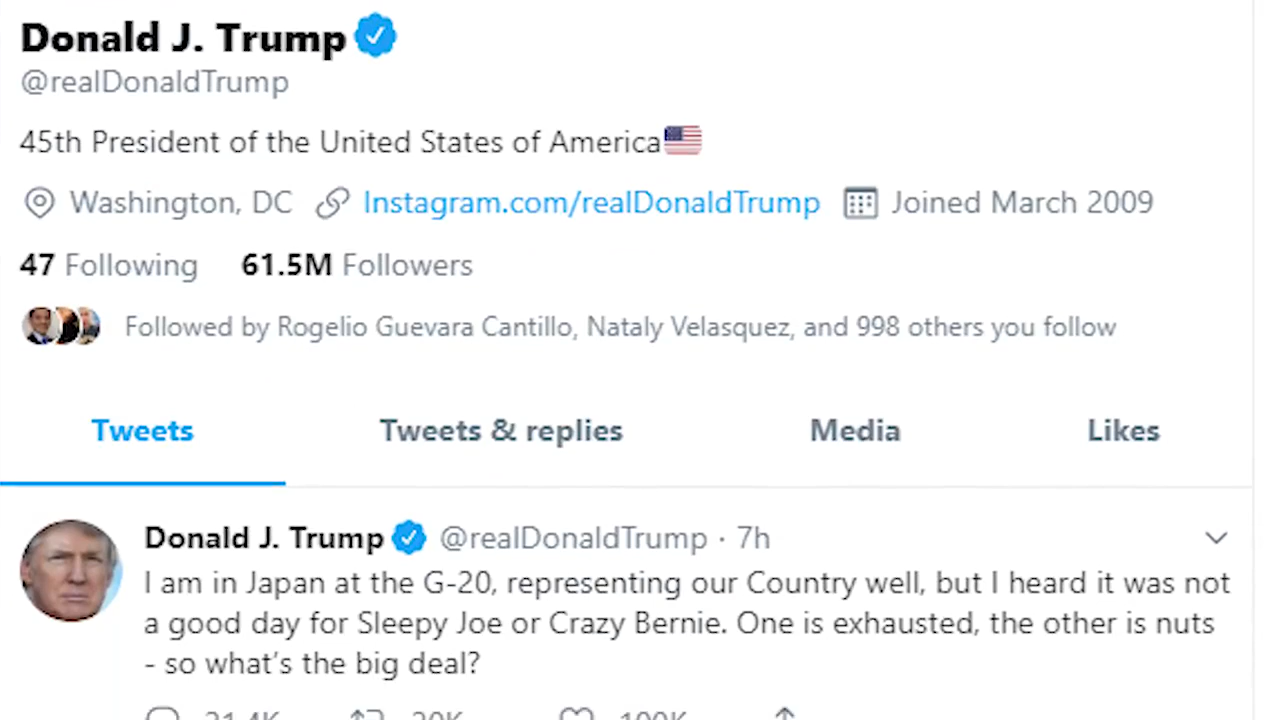 Donald J. Trump
@realDonaldTrump
45th President of the United States of America
Washington, DC Instagram.com/realDonaldTrump Joined March 2009
47 Following 61.5M Followers
Followed by Rogelio Guevara Cantillo, Nataly Velasquez, and 998 others you follow
Tweets Tweets & replies Media Likes
Donald J. Trump @realDonaldTrump · 7h
I am in Japan at the G-20, representing our Country well, but I heard it was not
a good day for Sleepy Joe or Crazy Bernie. One is exhausted, the other is nuts
- so what's the big deal?